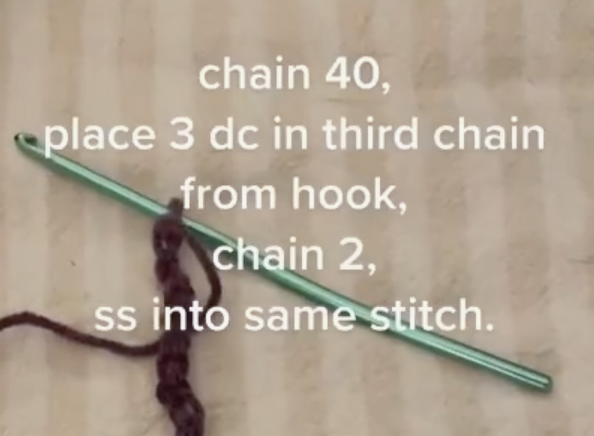 chain 40,
place 3 dc in third chain
from hook,
chain 2,
ss into same stitch.